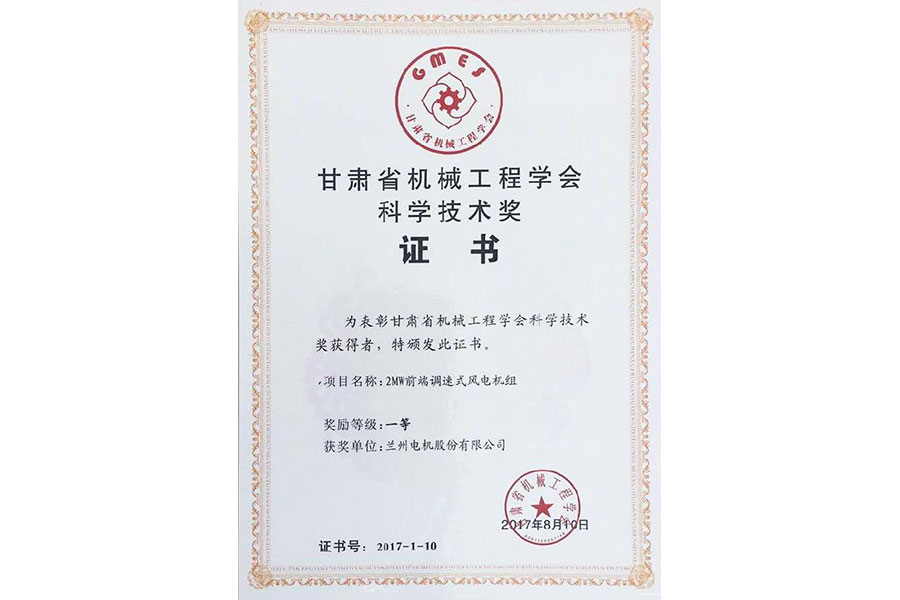 GMES
·甘肃省机械工程学会·
甘肃省机械工程学会
科学技术奖
证 书
为表彰甘肃省机械工程学会科学技术
奖获得者，特颁发此证书。
项目名称：2MW前端调速式风电机组
奖励等级：一等
获奖单位：兰州电机股份有限公司
肃省机械工程学会
2017年8月10日
证书号：2017-1-10